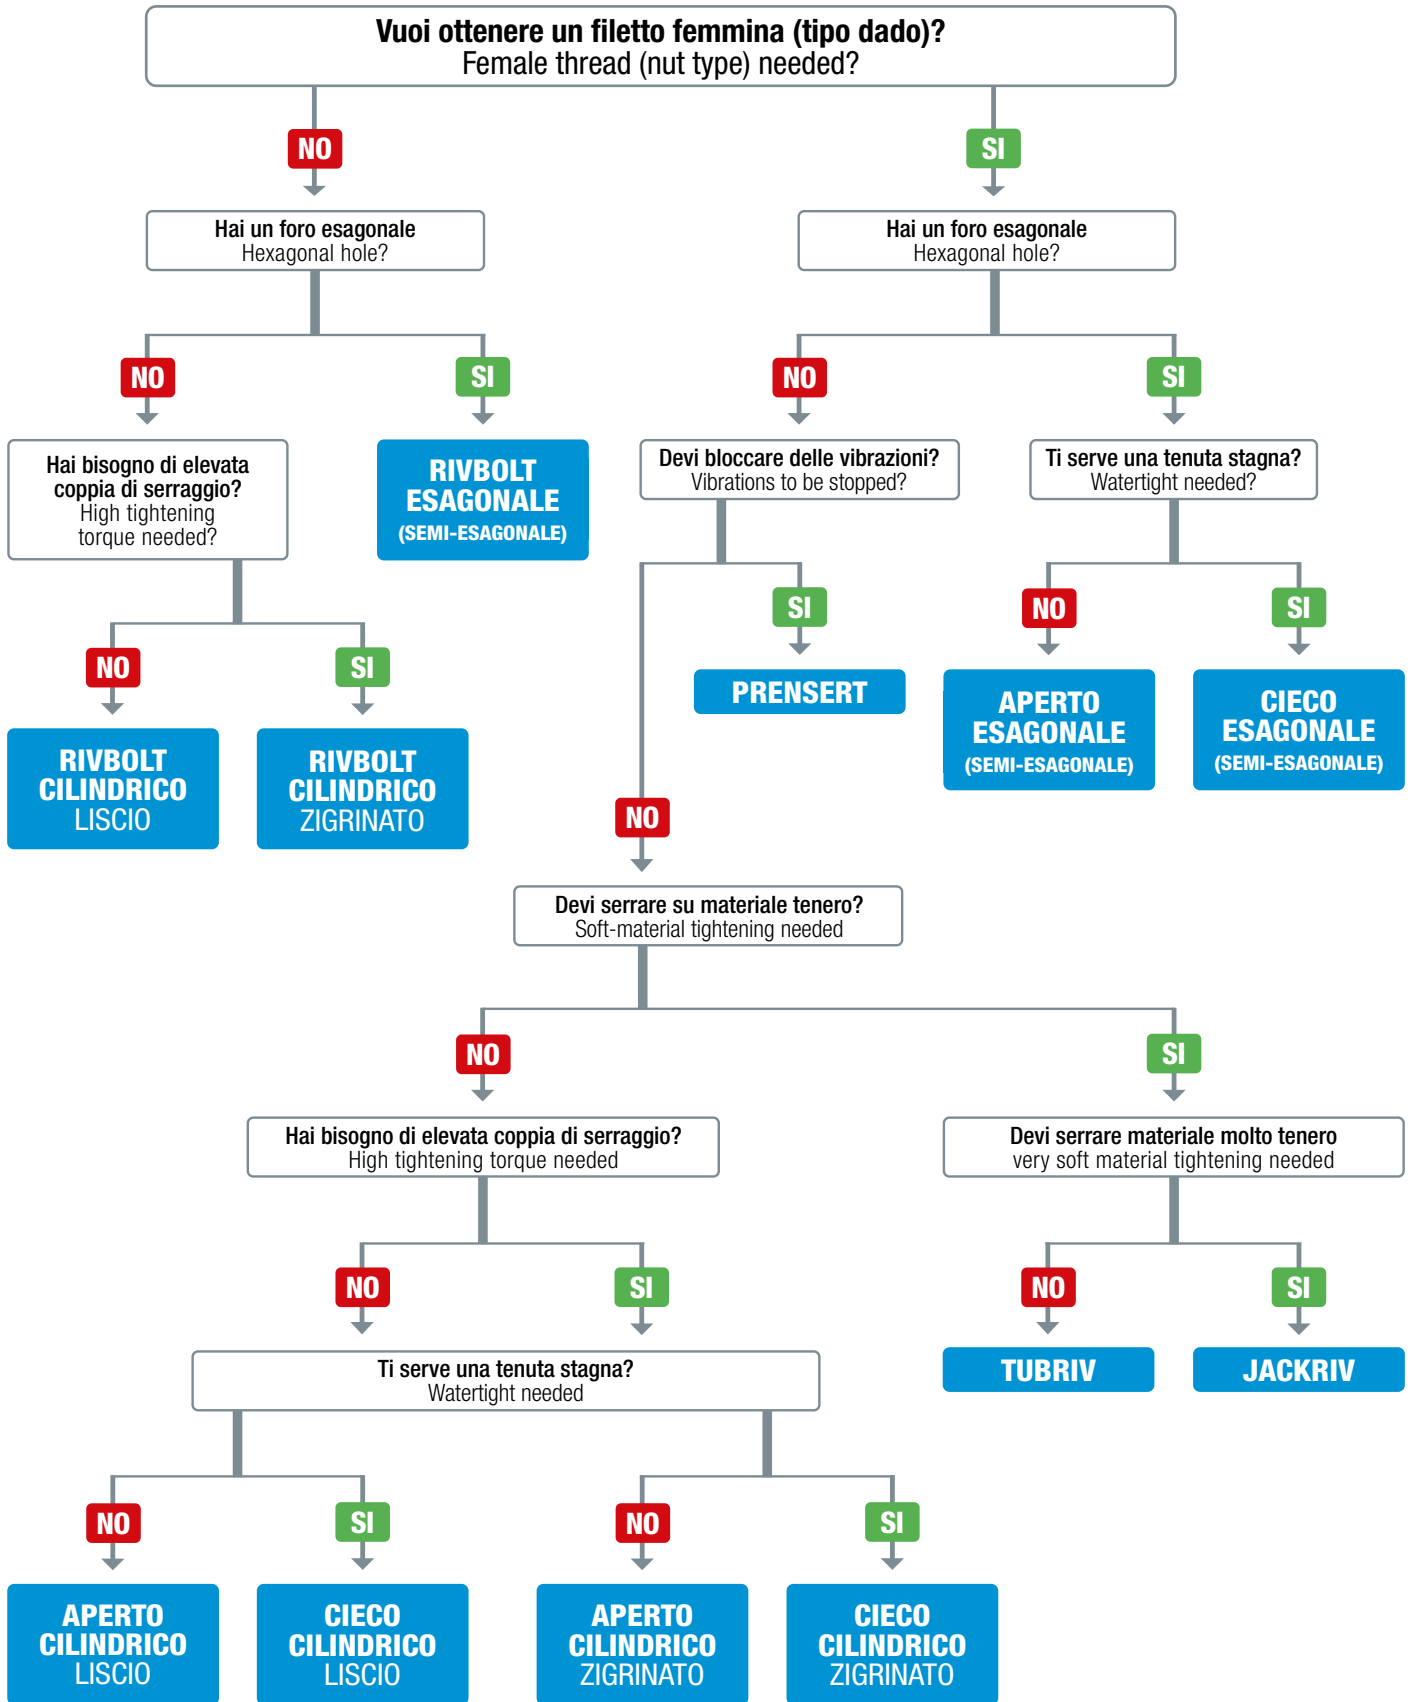 Vuoi ottenere un filetto femmina (tipo dado)?
Female thread (nut type) needed?
NO
SI
Hai un foro esagonale
Hexagonal hole?
Hai un foro esagonale
Hexagonal hole?
NO
SI
NO
SI
Hai bisogno di elevata
coppia di serraggio?
High tightening
torque needed?
RIVBOLT
ESAGONALE
(SEMI-ESAGONALE)
Devi bloccare delle vibrazioni?
Vibrations to be stopped?
Ti serve una tenuta stagna?
Watertight needed?
NO
SI
SI
NO
SI
RIVBOLT
CILINDRICO
LISCIO
RIVBOLT
CILINDRICO
ZIGRINATO
PRENSERT
APERTO
ESAGONALE
(SEMI-ESAGONALE)
CIECO
ESAGONALE
(SEMI-ESAGONALE)
NO
Devi serrare su materiale tenero?
Soft-material tightening needed
NO
SI
Hai bisogno di elevata coppia di serraggio?
High tightening torque needed
Devi serrare materiale molto tenero
very soft material tightening needed
NO
SI
NO
SI
Ti serve una tenuta stagna?
Watertight needed
TUBRIV
JACKRIV
NO
SI
NO
SI
APERTO
CILINDRICO
LISCIO
CIECO
CILINDRICO
LISCIO
APERTO
CILINDRICO
ZIGRINATO
CIECO
CILINDRICO
ZIGRINATO